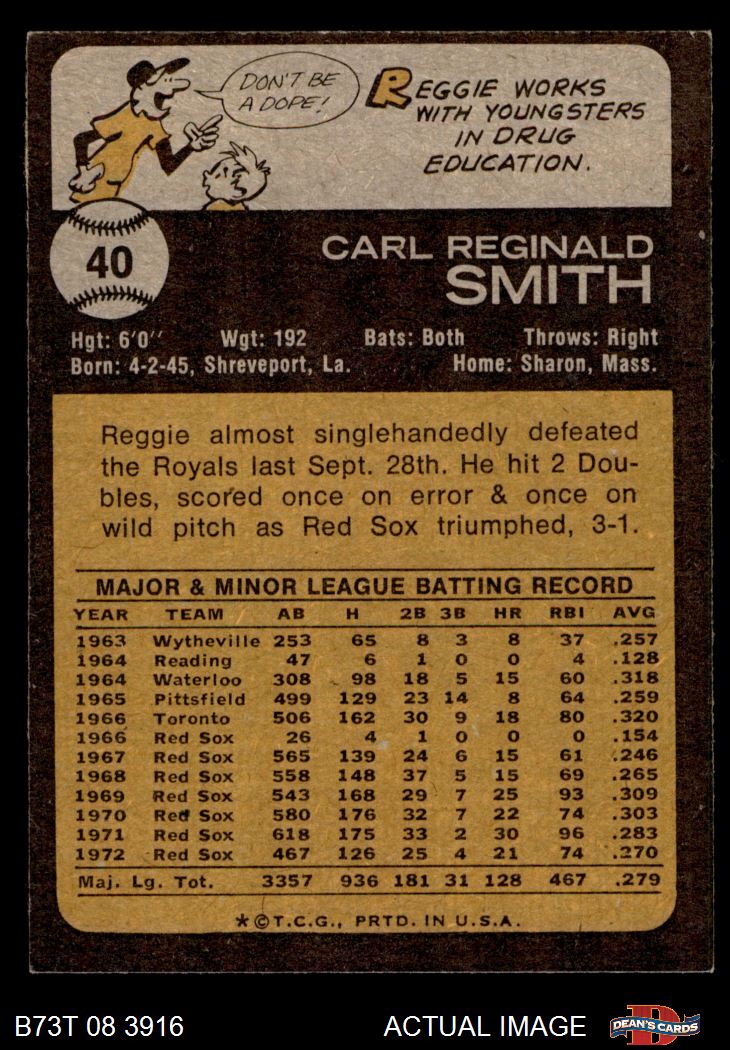 DON'T BE
A DOPE!
REGGIE WORKS
WITH YOUNGSTERS
IN DRUG
EDUCATION.
40
CARL REGINALD
SMITH
Hgt: 6'0'' Wgt: 192 Bats: Both Throws: Right
Born: 4-2-45, Shreveport, La. Home: Sharon, Mass.
Reggie almost singlehandedly defeated
the Royals last Sept. 28th. He hit 2 Dou-
bles, scored once on error & once on
wild pitch as Red Sox triumphed, 3-1.
MAJOR & MINOR LEAGUE BATTING RECORD
YEAR TEAM AB H 2B 3B HR RBI AVG
1963 Wytheville 253 65 8 3 8 37 .257
1964 Reading 47 6 1 0 0 4 .128
1964 Waterloo 308 98 18 5 15 60 .318
1965 Pittsfield 499 129 23 14 8 64 .259
1966 Toronto 506 162 30 9 18 80 .320
1966 Red Sox 26 4 1 0 0 0 .154
1967 Red Sox 565 139 24 6 15 61 .246
1968 Red Sox 558 148 37 5 15 69 .265
1969 Red Sox 543 168 29 7 25 93 .309
1970 Red Sox 580 176 32 7 22 74 .303
1971 Red Sox 618 175 33 2 30 96 .283
1972 Red Sox 467 126 25 4 21 74 .270
Maj. Lg. Tot. 3357 936 181 31 128 467 .279
*©T.C.G., PRTD. IN U.S.A.
B73T 08 3916 ACTUAL IMAGE
DEAN'S CARDS